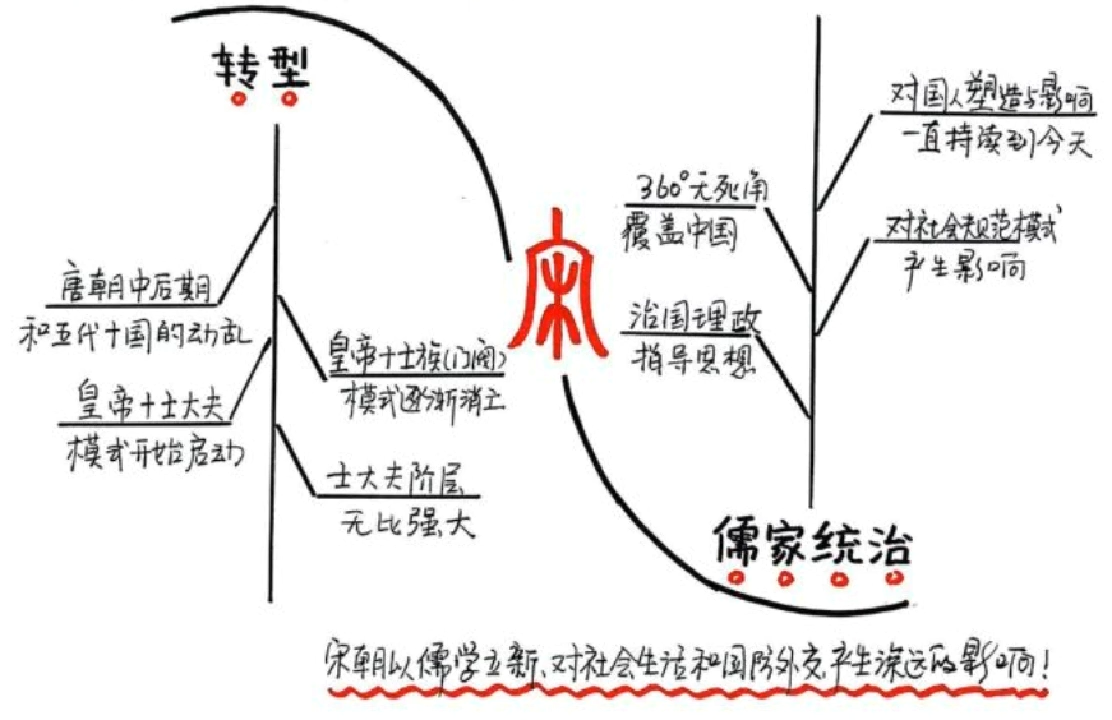 转型
唐朝中后期
和五代十国的动乱
皇帝+士族(门阀)
模式逐渐消亡
皇帝+士大夫
模式开始启动
士大夫阶层
无比强大
宋
对国人塑造与影响
一直持续到今天
360°无死角
覆盖中国
对社会规范模式
产生影响
治国理政
指导思想
儒家统治
宋朝以儒学立新、对社会生活和国防外交产生深远的影响!